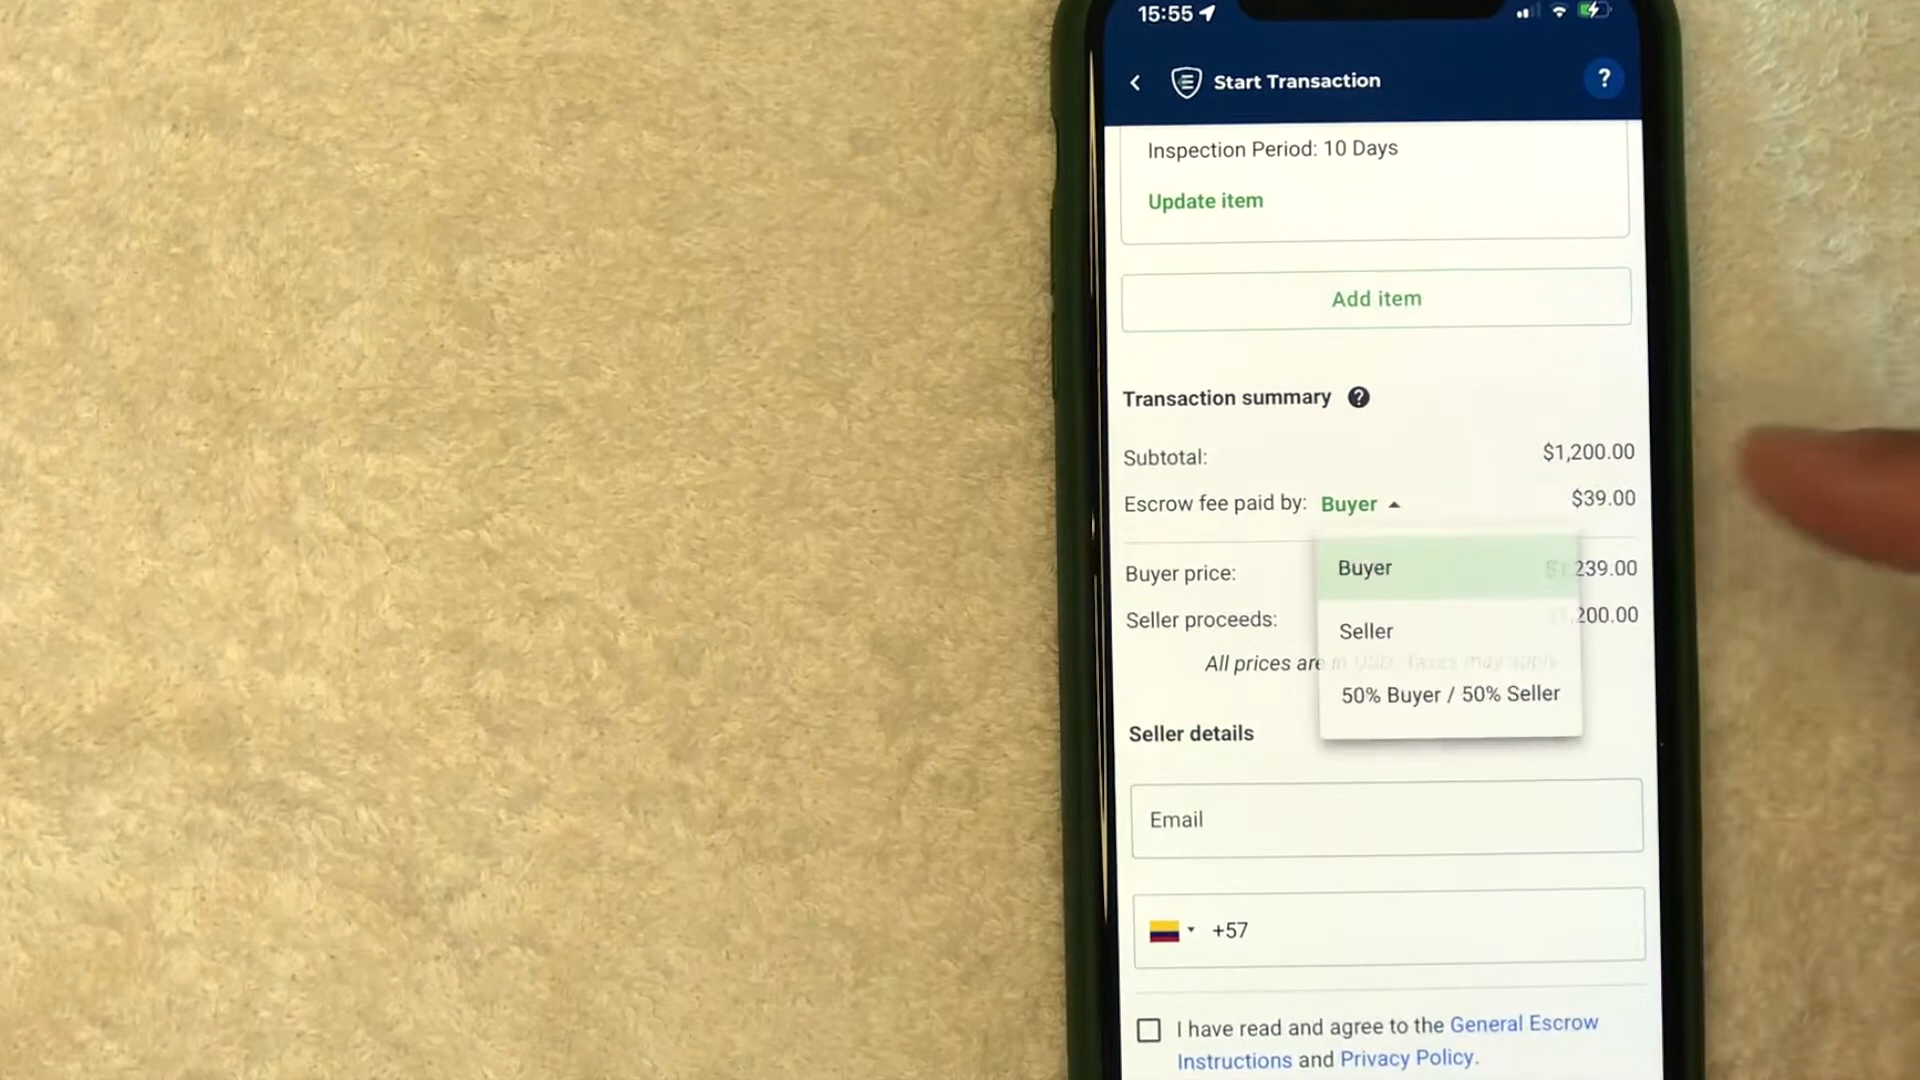 15:55
Start Transaction
?
Inspection Period: 10 Days
Update item
Add item
Transaction summary ?
Subtotal: $1,200.00
Escrow fee paid by: Buyer $39.00
Buyer
Buyer price: $1,239.00
Seller
Seller proceeds: ,200.00
All prices are in USD. Taxes may apply
50% Buyer / 50% Seller
Seller details
Email
+57
I have read and agree to the General Escrow
Instructions and Privacy Policy.